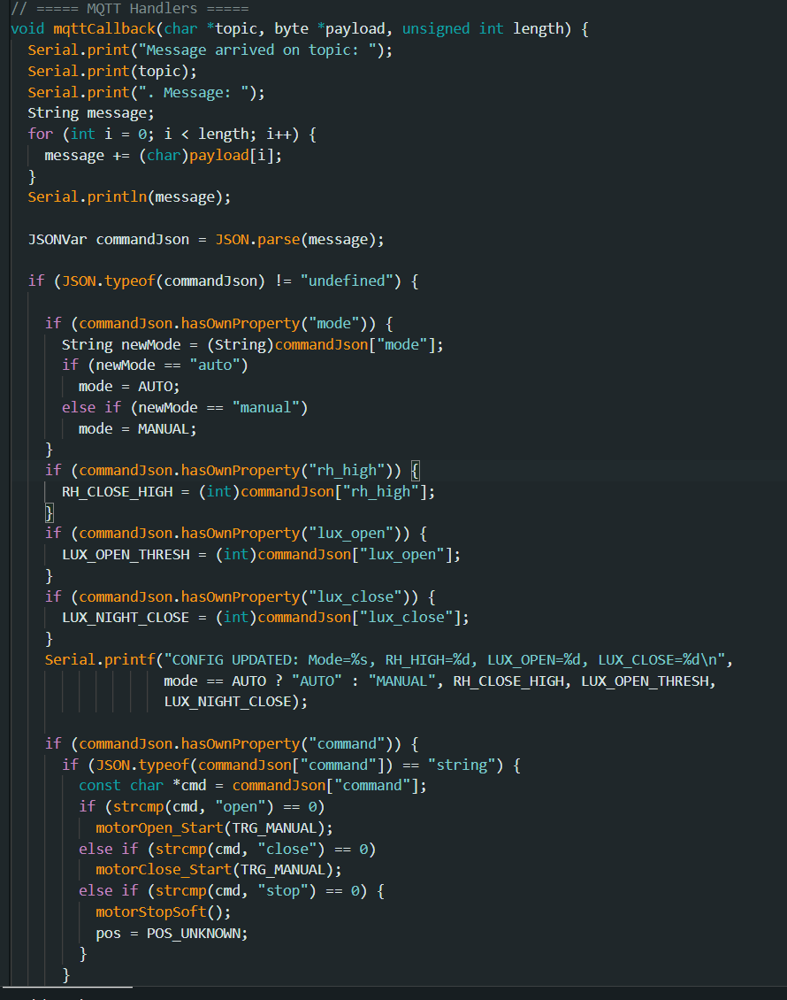 // ===== MQTT Handlers =====
void mqttCallback(char *topic, byte *payload, unsigned int length) {
  Serial.print("Message arrived on topic: ");
  Serial.print(topic);
  Serial.print(". Message: ");
  String message;
  for (int i = 0; i < length; i++) {
    message += (char)payload[i];
  }
  Serial.println(message);

  JSONVar commandJson = JSON.parse(message);

  if (JSON.typeof(commandJson) != "undefined") {

    if (commandJson.hasOwnProperty("mode")) {
      String newMode = (String)commandJson["mode"];
      if (newMode == "auto")
        mode = AUTO;
      else if (newMode == "manual")
        mode = MANUAL;
    }
    if (commandJson.hasOwnProperty("rh_high")) {
      RH_CLOSE_HIGH = (int)commandJson["rh_high"];
    }
    if (commandJson.hasOwnProperty("lux_open")) {
      LUX_OPEN_THRESH = (int)commandJson["lux_open"];
    }
    if (commandJson.hasOwnProperty("lux_close")) {
      LUX_NIGHT_CLOSE = (int)commandJson["lux_close"];
    }
    Serial.printf("CONFIG UPDATED: Mode=%s, RH_HIGH=%d, LUX_OPEN=%d, LUX_CLOSE=%d\n",
                  mode == AUTO ? "AUTO" : "MANUAL", RH_CLOSE_HIGH, LUX_OPEN_THRESH,
                  LUX_NIGHT_CLOSE);

    if (commandJson.hasOwnProperty("command")) {
      if (JSON.typeof(commandJson["command"]) == "string") {
        const char *cmd = commandJson["command"];
        if (strcmp(cmd, "open") == 0)
          motorOpen_Start(TRG_MANUAL);
        else if (strcmp(cmd, "close") == 0)
          motorClose_Start(TRG_MANUAL);
        else if (strcmp(cmd, "stop") == 0) {
          motorStopSoft();
          pos = POS_UNKNOWN;
        }
      }